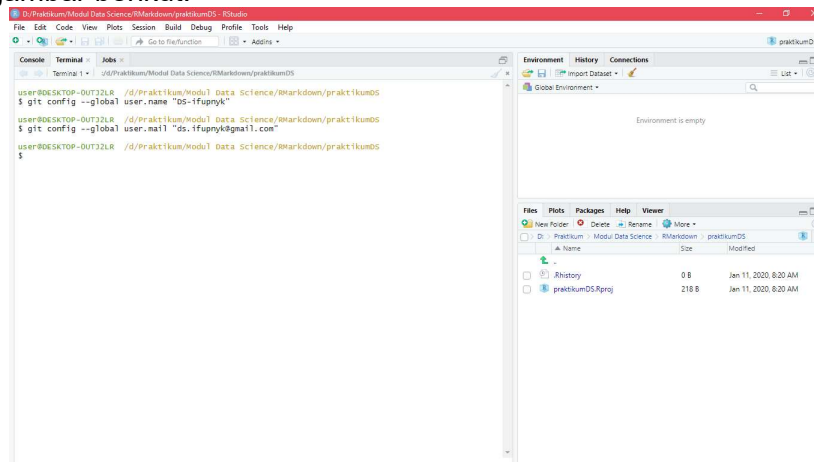 gambar berikut.
D:/Praktikum/Modul Data Science/RMarkdown/praktikumDS - RStudio
File Edit Code View Plots Session Build Debug Profile Tools Help
Go to file/function Addins
Console Terminal Jobs
Terminal 1 /d/Praktikum/Modul Data Science/RMarkdown/praktikumDS
user@DESKTOP-OUTJ2LR /d/Praktikum/Modul Data Science/RMarkdown/praktikumDS
$ git config --global user.name "DS-ifupnyk"
user@DESKTOP-OUTJ2LR /d/Praktikum/Modul Data Science/RMarkdown/praktikumDS
$ git config --global user.mail "ds.ifupnyk@gmail.com"
user@DESKTOP-OUTJ2LR /d/Praktikum/Modul Data Science/RMarkdown/praktikumDS
$
praktikumD
Environment History Connections
Import Dataset List
Global Environment
Environment is empty
Files Plots Packages Help Viewer
New Folder Delete Rename More
D: Praktikum Modul Data Science RMarkdown praktikumDS
Name Size Modified
..
.Rhistory 0 B Jan 11, 2020, 8:20 AM
praktikumDS.Rproj 218 B Jan 11, 2020, 8:20 AM